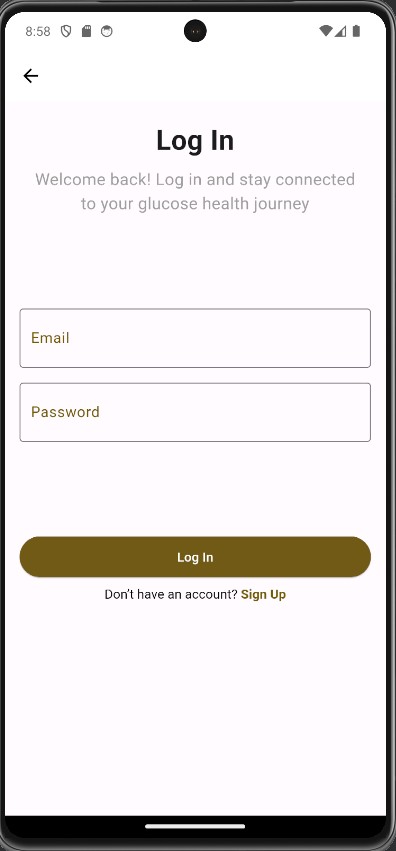 8:58
Log In
Welcome back! Log in and stay connected
to your glucose health journey
Email
Password
Log In
Don't have an account? Sign Up